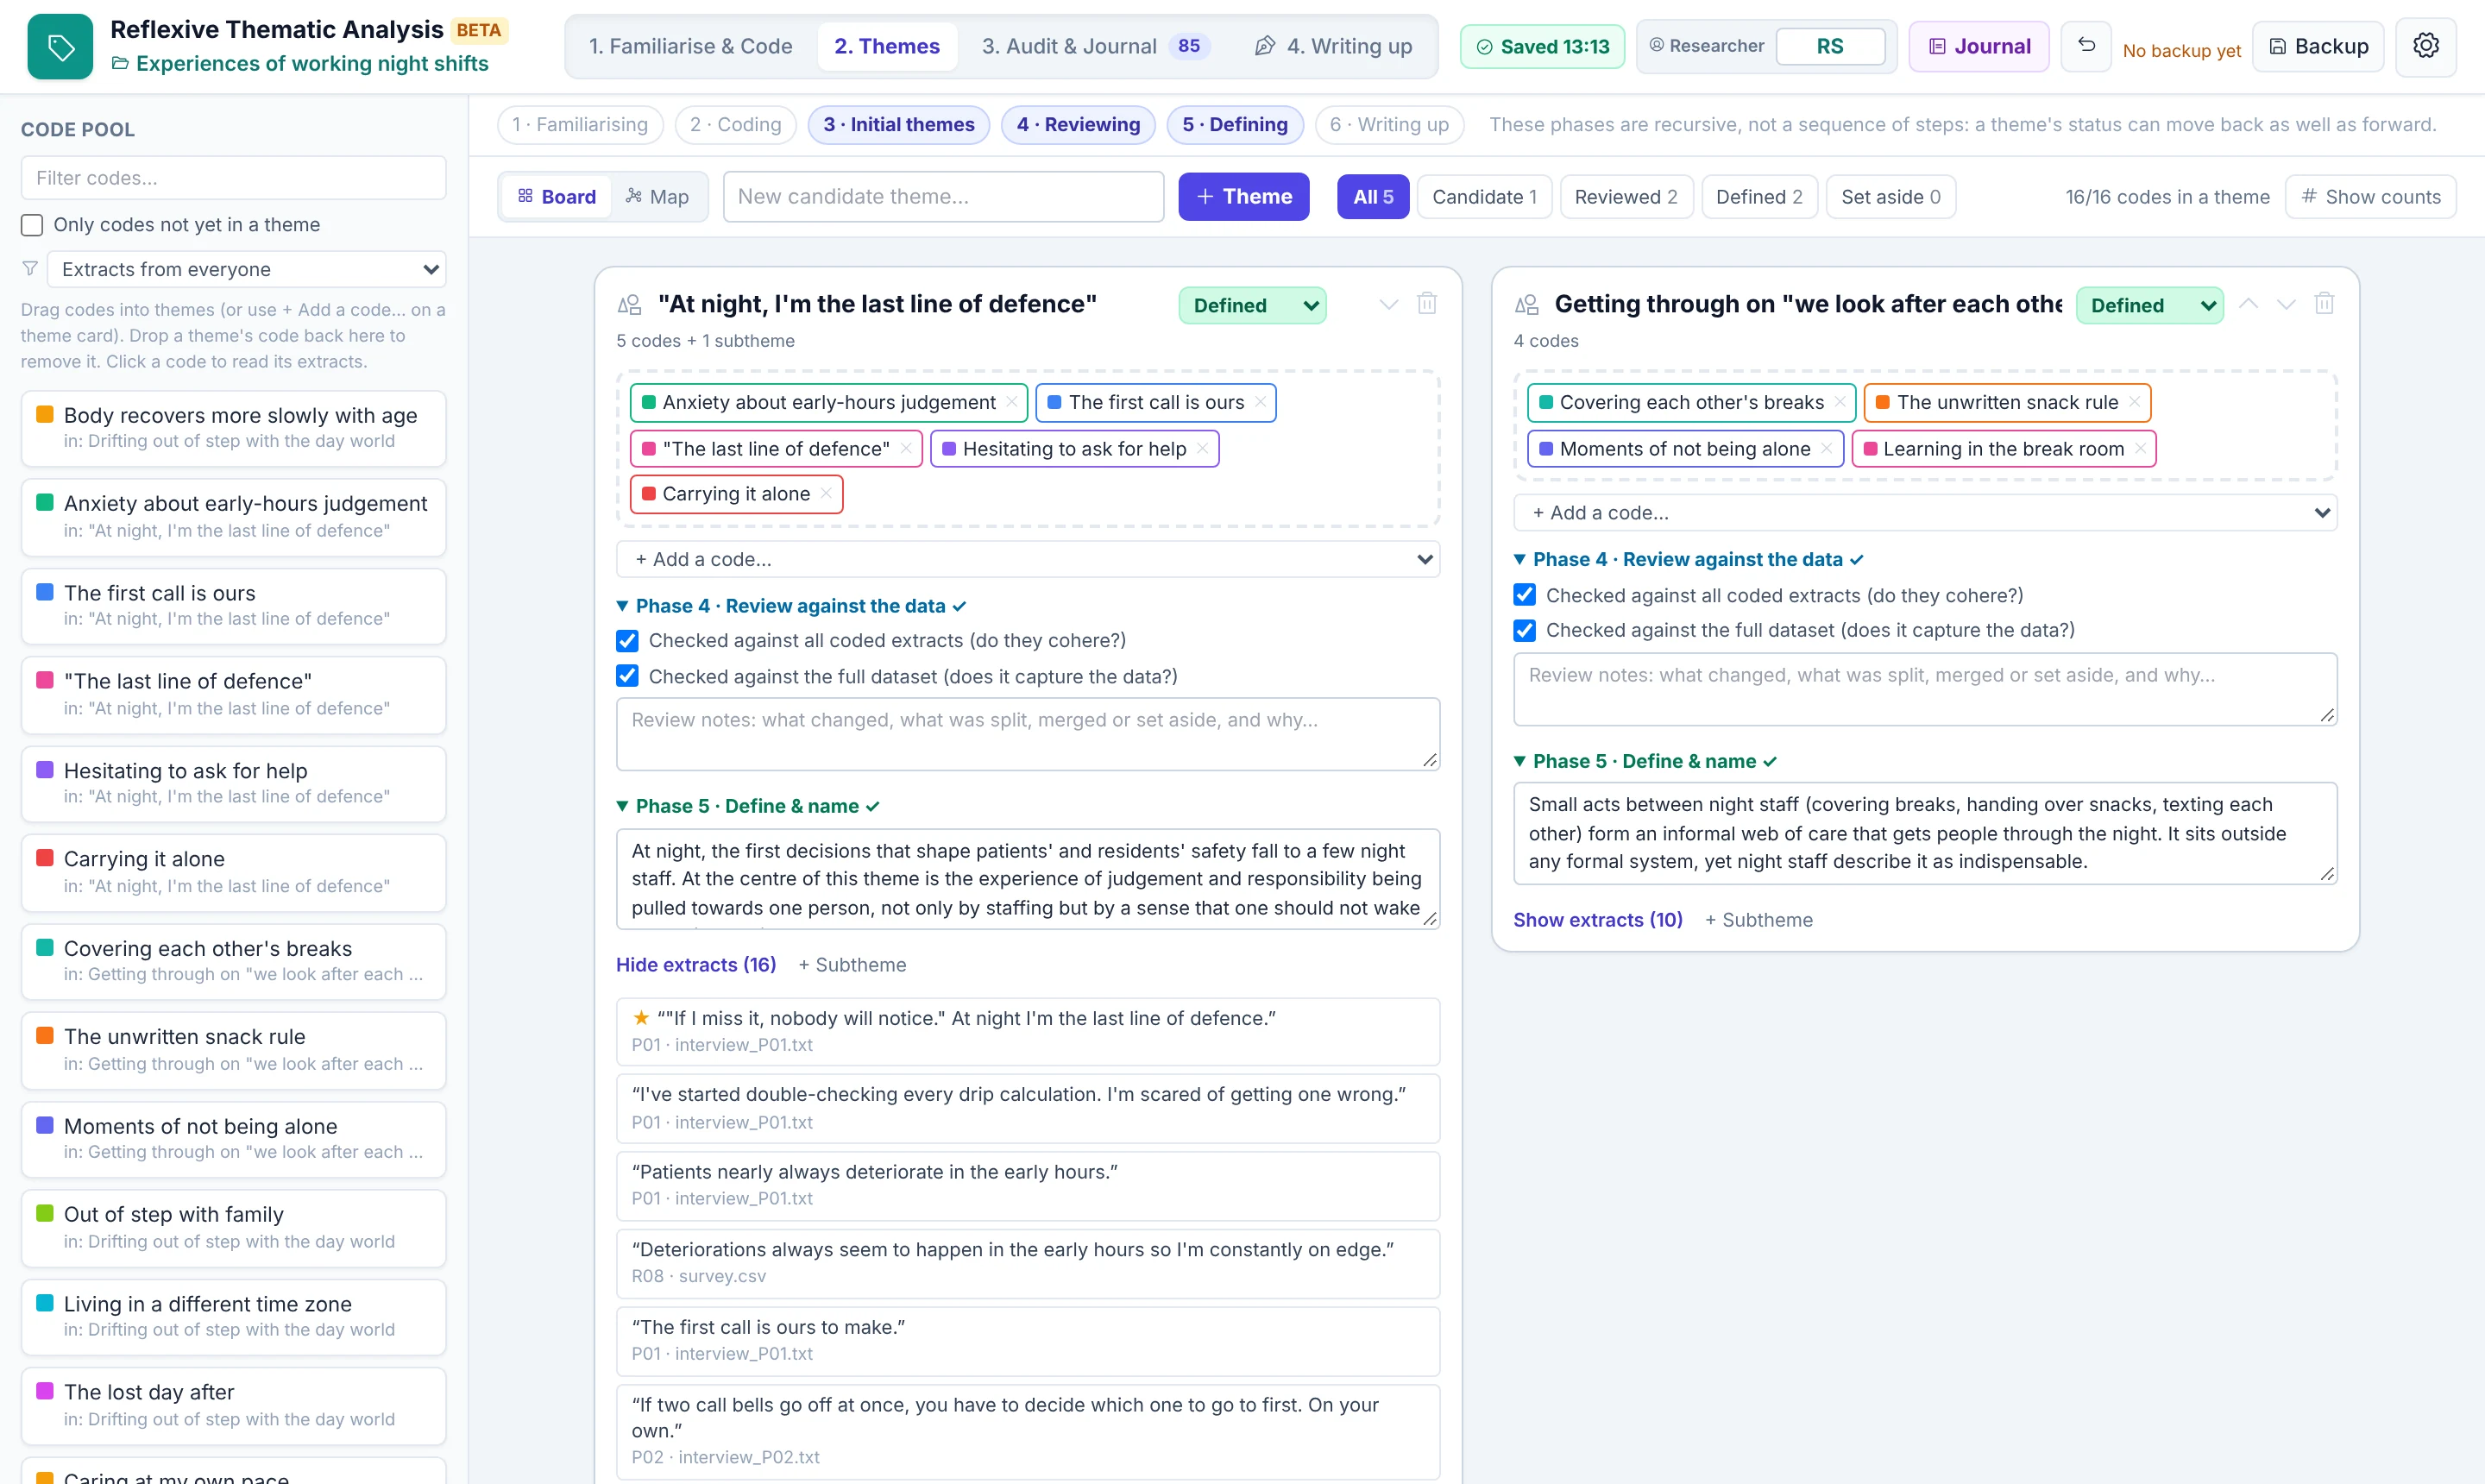 Reflexive Thematic Analysis BETA
Experiences of working night shifts
1. Familiarise & Code
2. Themes
3. Audit & Journal 85
4. Writing up
Saved 13:13
Researcher RS
Journal
No backup yet
Backup
CODE POOL
Filter codes...
Only codes not yet in a theme
Extracts from everyone
Drag codes into themes (or use + Add a code... on a
theme card). Drop a theme's code back here to
remove it. Click a code to read its extracts.
Body recovers more slowly with age
in: Drifting out of step with the day world
Anxiety about early-hours judgement
in: "At night, I'm the last line of defence"
The first call is ours
in: "At night, I'm the last line of defence"
"The last line of defence"
in: "At night, I'm the last line of defence"
Hesitating to ask for help
in: "At night, I'm the last line of defence"
Carrying it alone
in: "At night, I'm the last line of defence"
Covering each other's breaks
in: Getting through on "we look after each ...
The unwritten snack rule
in: Getting through on "we look after each ...
Moments of not being alone
in: Getting through on "we look after each ...
Out of step with family
in: Drifting out of step with the day world
Living in a different time zone
in: Drifting out of step with the day world
The lost day after
in: Drifting out of step with the day world
Caring at my own pace
1 · Familiarising
2 · Coding
3 · Initial themes
4 · Reviewing
5 · Defining
6 · Writing up
These phases are recursive, not a sequence of steps: a theme's status can move back as well as forward.
Board
Map
New candidate theme...
+ Theme
All 5
Candidate 1
Reviewed 2
Defined 2
Set aside 0
16/16 codes in a theme
# Show counts
"At night, I'm the last line of defence"
Defined
5 codes + 1 subtheme
Anxiety about early-hours judgement ×
The first call is ours ×
"The last line of defence" ×
Hesitating to ask for help ×
Carrying it alone ×
+ Add a code...
Phase 4 · Review against the data ✓
Checked against all coded extracts (do they cohere?)
Checked against the full dataset (does it capture the data?)
Review notes: what changed, what was split, merged or set aside, and why...
Phase 5 · Define & name ✓
At night, the first decisions that shape patients' and residents' safety fall to a few night
staff. At the centre of this theme is the experience of judgement and responsibility being
pulled towards one person, not only by staffing but by a sense that one should not wake
Hide extracts (16)
+ Subtheme
★ “"If I miss it, nobody will notice." At night I'm the last line of defence.”
P01 · interview_P01.txt
“I've started double-checking every drip calculation. I'm scared of getting one wrong.”
P01 · interview_P01.txt
“Patients nearly always deteriorate in the early hours.”
P01 · interview_P01.txt
“Deteriorations always seem to happen in the early hours so I'm constantly on edge.”
R08 · survey.csv
“The first call is ours to make.”
P01 · interview_P01.txt
“If two call bells go off at once, you have to decide which one to go to first. On your
own.”
P02 · interview_P02.txt
Getting through on "we look after each othe
Defined
4 codes
Covering each other's breaks ×
The unwritten snack rule ×
Moments of not being alone ×
Learning in the break room ×
+ Add a code...
Phase 4 · Review against the data ✓
Checked against all coded extracts (do they cohere?)
Checked against the full dataset (does it capture the data?)
Review notes: what changed, what was split, merged or set aside, and why...
Phase 5 · Define & name ✓
Small acts between night staff (covering breaks, handing over snacks, texting each
other) form an informal web of care that gets people through the night. It sits outside
any formal system, yet night staff describe it as indispensable.
Show extracts (10)
+ Subtheme